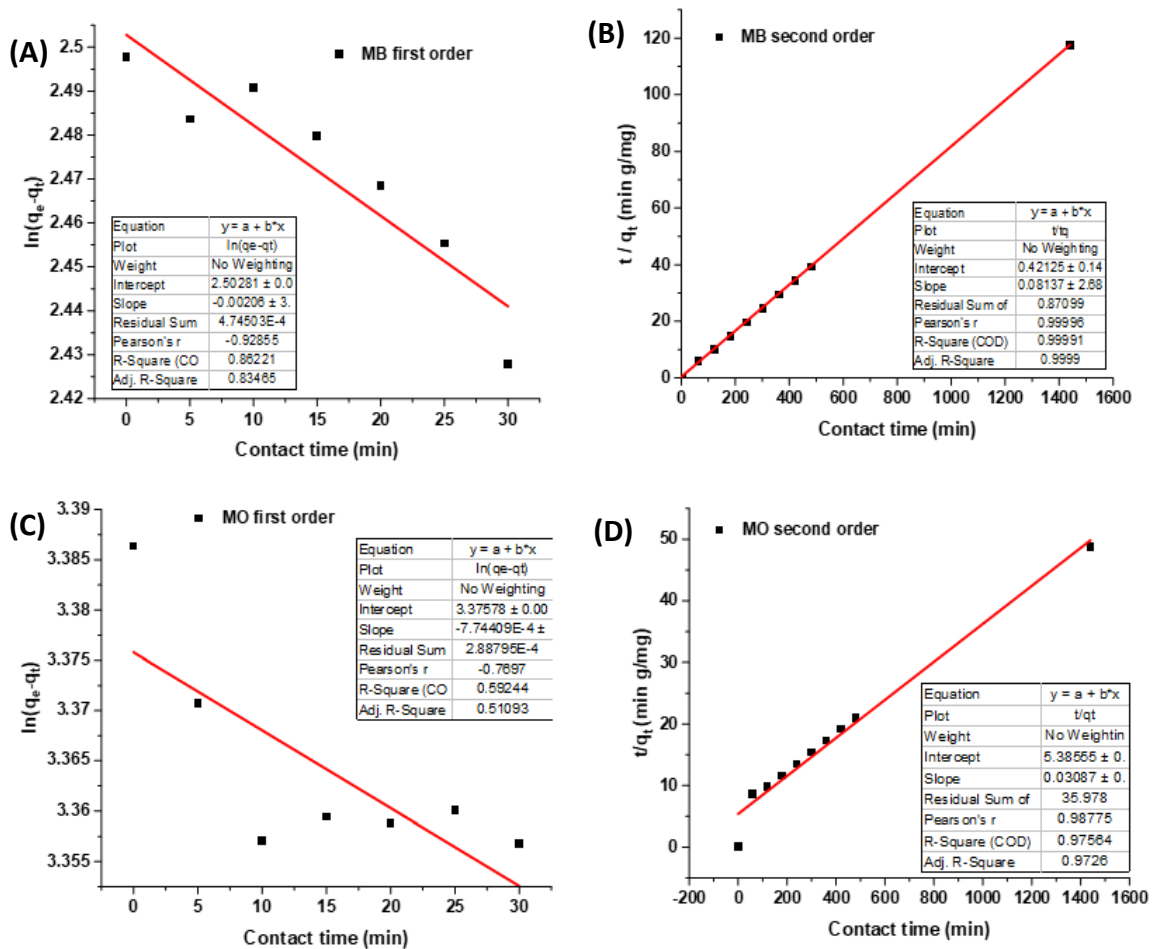 (A)
MB first order
ln(qe-qt)
2.5
2.49
2.48
2.47
2.46
2.45
2.44
2.43
2.42
Equation y = a + b*x
Plot ln(qe-qt)
Weight No Weighting
Intercept 2.50281 ± 0.0
Slope -0.00206 ± 3.
Residual Sum 4.74503E-4
Pearson's r -0.92855
R-Square (CO 0.86221
Adj. R-Square 0.83465
0 5 10 15 20 25 30
Contact time (min)
(B)
MB second order
t / qt (min g/mg)
120
100
80
60
40
20
0
Equation y = a + b*x
Plot t/tq
Weight No Weighting
Intercept 0.42125 ± 0.14
Slope 0.08137 ± 2.68
Residual Sum of 0.87099
Pearson's r 0.99996
R-Square (COD) 0.99991
Adj. R-Square 0.9999
0 200 400 600 800 1000 1200 1400 1600
Contact time (min)
(C)
MO first order
ln(qe-qt)
3.39
3.385
3.38
3.375
3.37
3.365
3.36
3.355
Equation y = a + b*x
Plot ln(qe-qt)
Weight No Weighting
Intercept 3.37578 ± 0.00
Slope -7.74409E-4 ±
Residual Sum 2.88795E-4
Pearson's r -0.7697
R-Square (CO 0.59244
Adj. R-Square 0.51093
0 5 10 15 20 25 30
Contact time (min)
(D)
MO second order
t/qt (min g/mg)
50
40
30
20
10
0
Equation y = a + b*x
Plot t/qt
Weight No Weightin
Intercept 5.38555 ± 0.
Slope 0.03087 ± 0.
Residual Sum of 35.978
Pearson's r 0.98775
R-Square (COD) 0.97564
Adj. R-Square 0.9726
-200 0 200 400 600 800 1000 1200 1400 1600
Contact time (min)